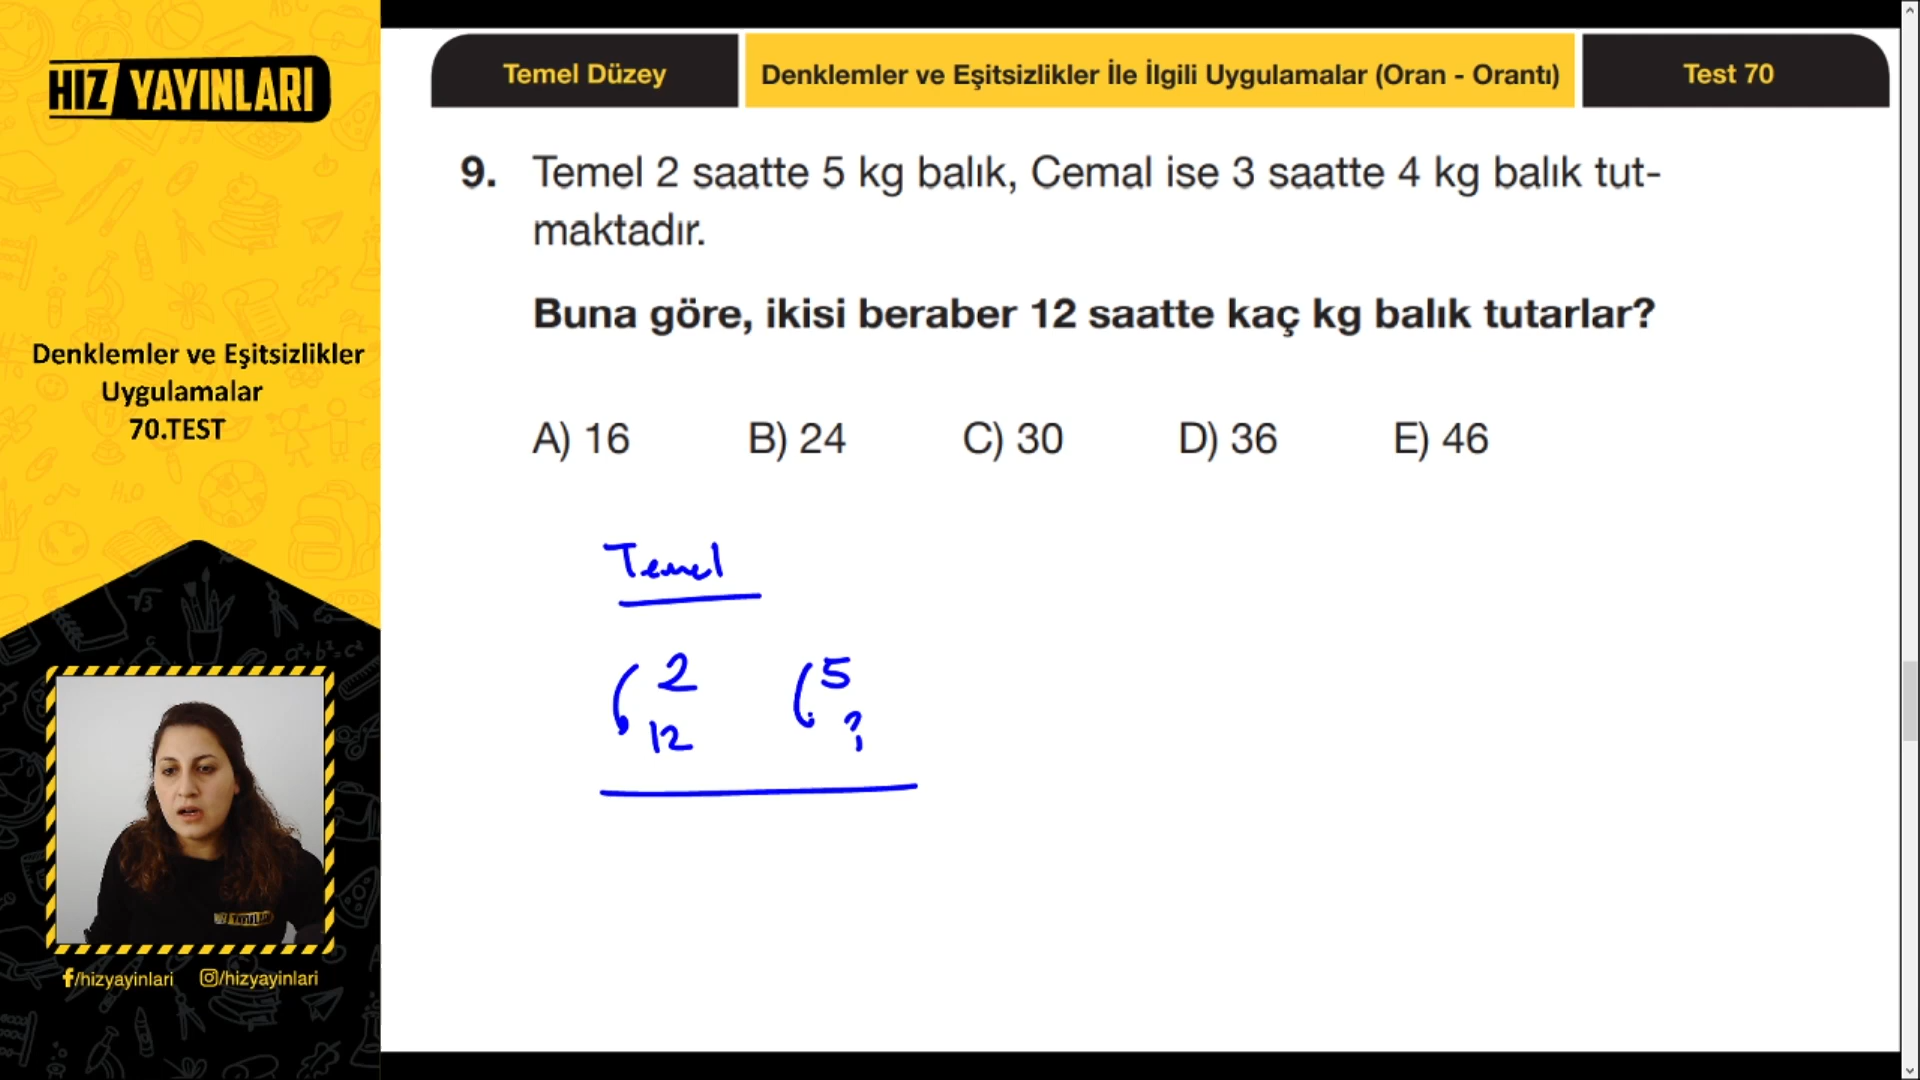 HIZ YAYINLARI
Denklemler ve Eşitsizlikler
Uygulamalar
70.TEST
f/hizyayinlari /hizyayinlari
Temel Düzey
Denklemler ve Eşitsizlikler İle İlgili Uygulamalar (Oran - Orantı)
Test 70
9. Temel 2 saatte 5 kg balık, Cemal ise 3 saatte 4 kg balık tut-
maktadır.
Buna göre, ikisi beraber 12 saatte kaç kg balık tutarlar?
A) 16 B) 24 C) 30 D) 36 E) 46
Temel
2 5
12 ?